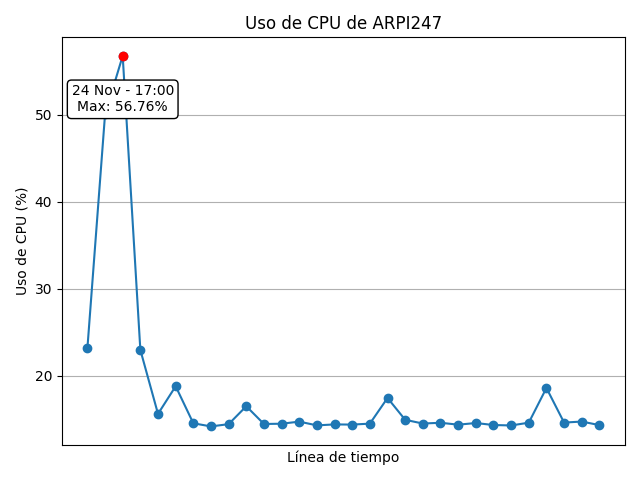 Uso de CPU de ARPI247
24 Nov - 17:00
Max: 56.76%
50
40
30
20
Uso de CPU (%)
Línea de tiempo